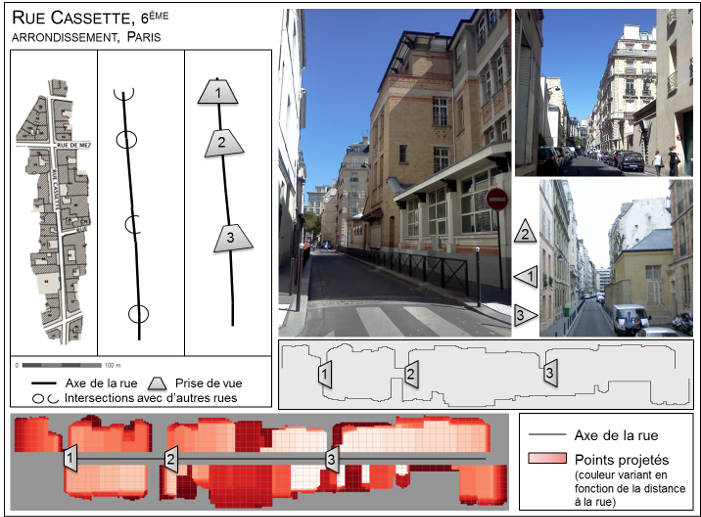 RUE CASSETTE, 6ÈME
ARRONDISSEMENT, PARIS
RUE DE MEZ
RUE CASSETTE
RUE
1
2
3
0 100 m
Axe de la rue
Prise de vue
Intersections avec d'autres rues
2
1
3
1
2
3
1
2
3
Axe de la rue
Points projetés
(couleur variant en
fonction de la distance
à la rue)